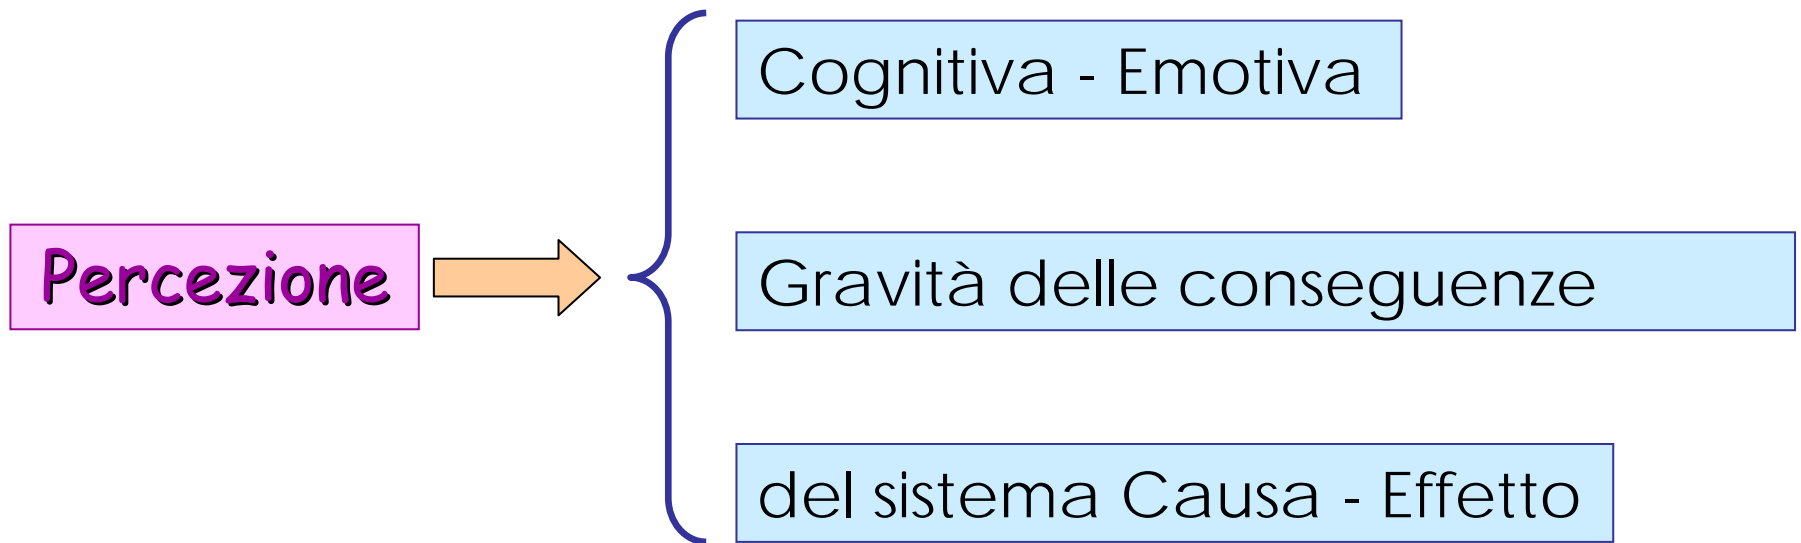 Cognitiva - Emotiva
Percezione
Gravità delle conseguenze
del sistema Causa - Effetto